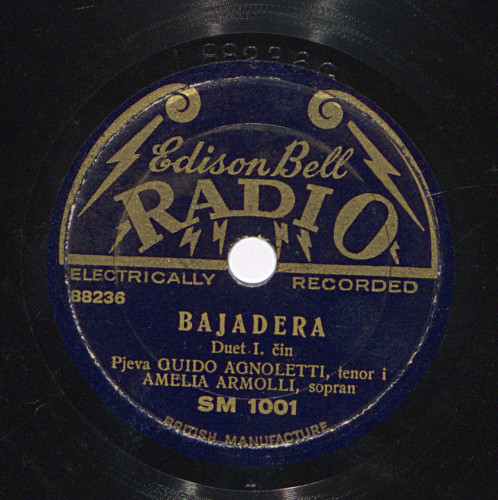 Edison Bell
RADIO
ELECTRICALLY RECORDED
88236
BAJADERA
Duet I. čin
Pjeva GUIDO AGNOLETTI, tenor i
AMELIA ARMOLLI, sopran
SM 1001
BRITISH MANUFACTURE